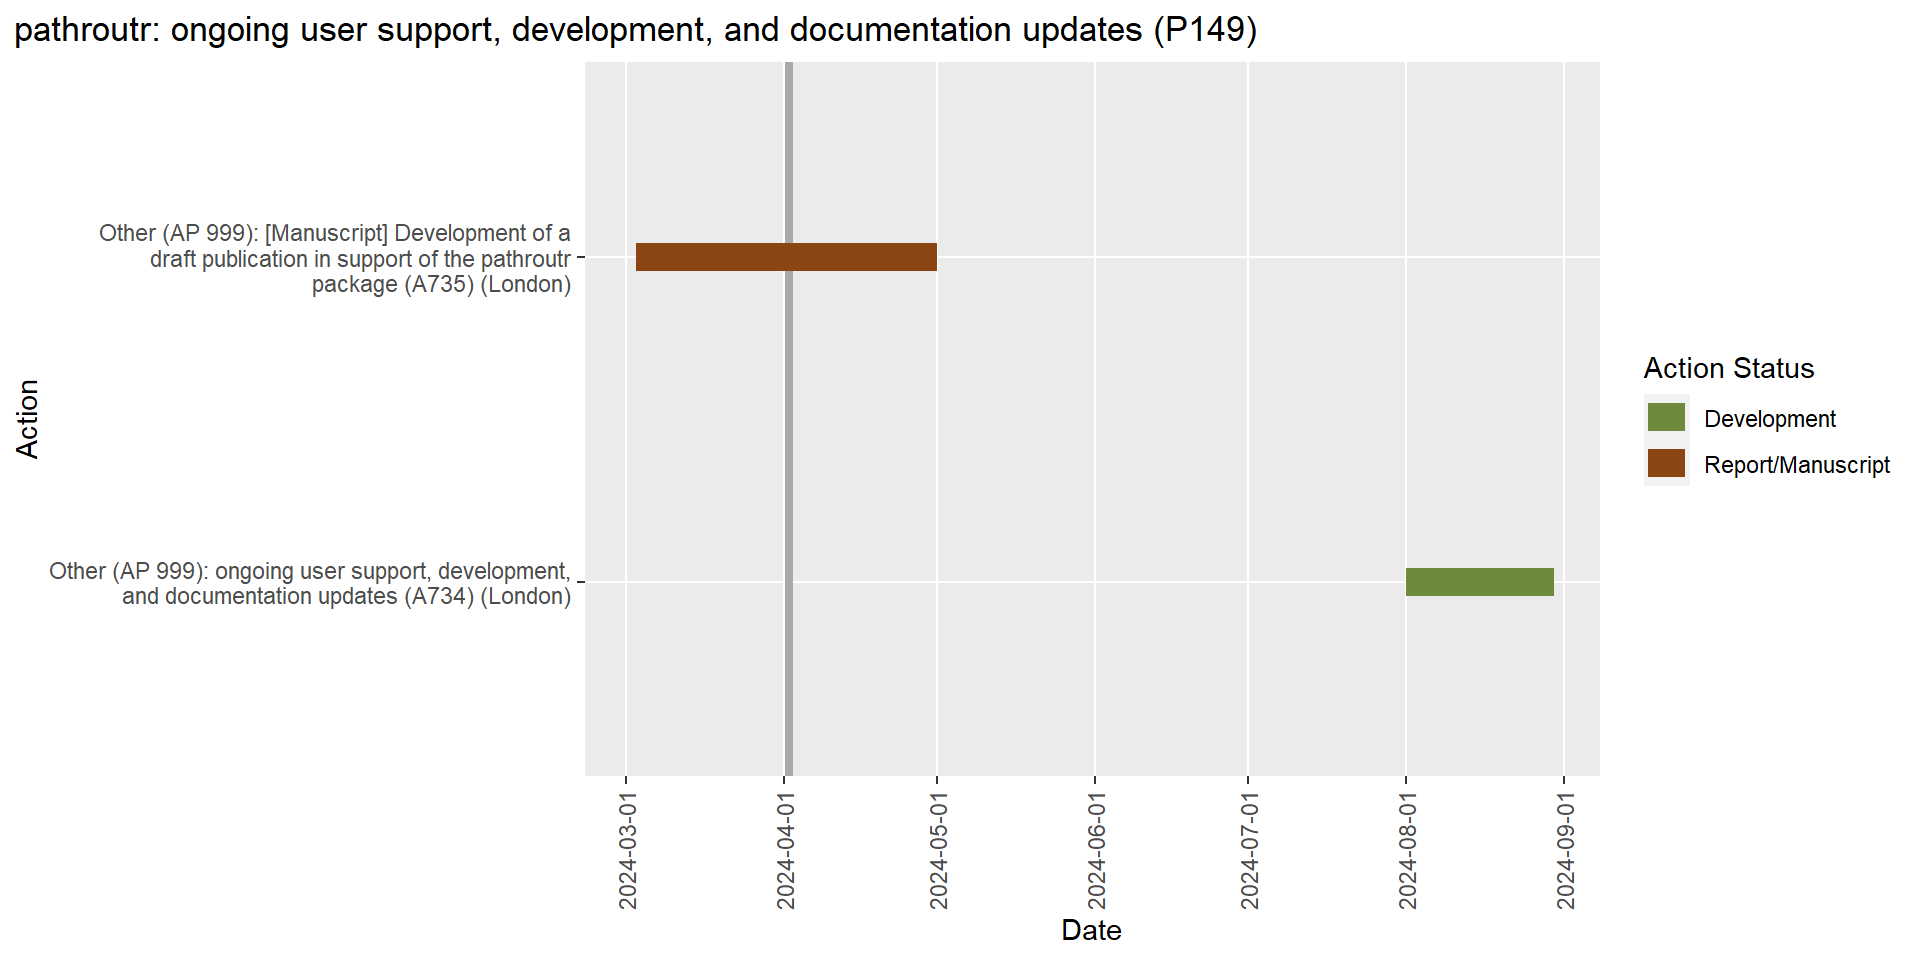 pathroutr: ongoing user support, development, and documentation updates (P149)
Other (AP 999): [Manuscript] Development of a
draft publication in support of the pathroutr
package (A735) (London)
Other (AP 999): ongoing user support, development,
and documentation updates (A734) (London)
Action
2024-03-01
2024-04-01
2024-05-01
2024-06-01
2024-07-01
2024-08-01
2024-09-01
Date
Action Status
Development
Report/Manuscript